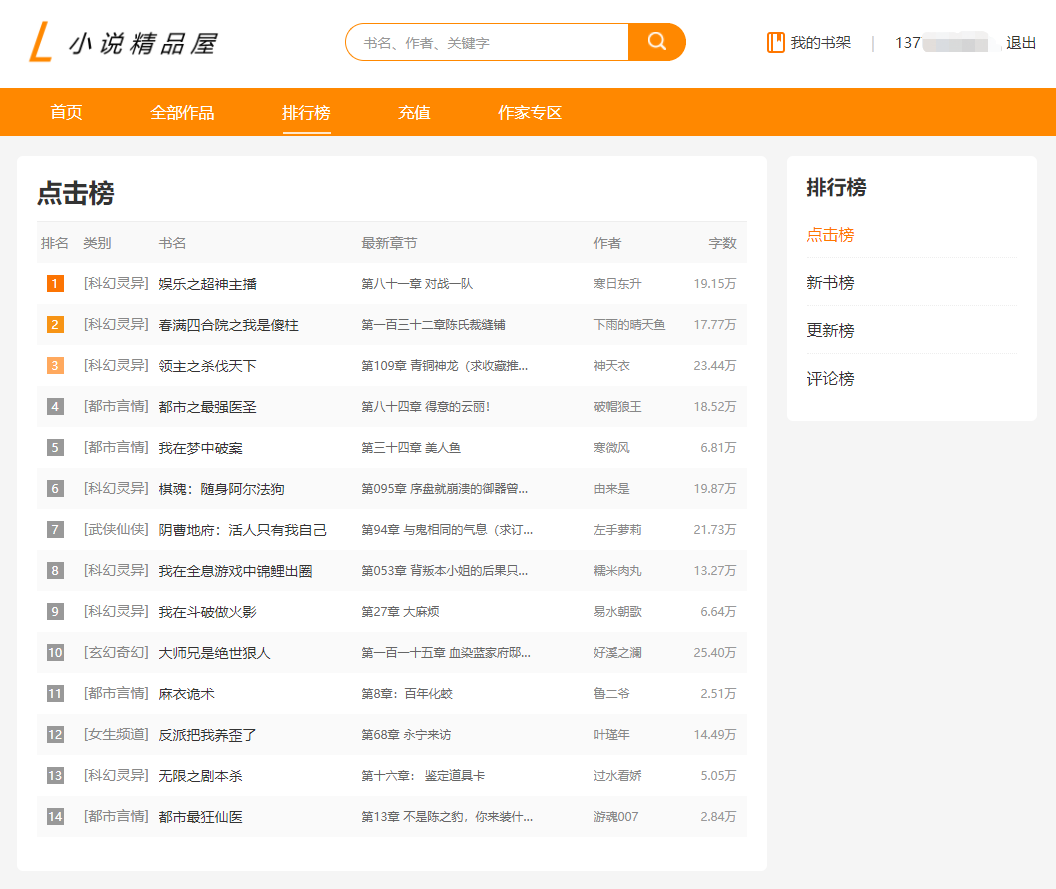 小说精品屋
书名、作者、关键字
我的书架 | 137 退出
首页 全部作品 排行榜 充值 作家专区
点击榜
排名 类别 书名 最新章节 作者 字数
1 [科幻灵异] 娱乐之超神主播 第八十一章 对战一队 寒日东升 19.15万
2 [科幻灵异] 春满四合院之我是傻柱 第一百三十二章陈氏裁缝铺 下雨的晴天鱼 17.77万
3 [科幻灵异] 领主之杀伐天下 第109章 青铜神龙（求收藏推... 神天衣 23.44万
4 [都市言情] 都市之最强医圣 第八十四章 得意的云丽！ 破帽狼王 18.52万
5 [都市言情] 我在梦中破案 第三十四章 美人鱼 寒微风 6.81万
6 [科幻灵异] 棋魂：随身阿尔法狗 第095章 序盘就崩溃的御器曾... 由来是 19.87万
7 [武侠仙侠] 阴曹地府：活人只有我自己 第94章 与鬼相同的气息（求订... 左手萝莉 21.73万
8 [科幻灵异] 我在全息游戏中锦鲤出圈 第053章 背叛本小姐的后果只... 糯米肉丸 13.27万
9 [科幻灵异] 我在斗破做火影 第27章 大麻烦 易水朝歌 6.64万
10 [玄幻奇幻] 大师兄是绝世狠人 第一百一十五章 血染蓝家府邸... 好溪之澜 25.40万
11 [都市言情] 麻衣诡术 第8章：百年化蛟 鲁二爷 2.51万
12 [女生频道] 反派把我养歪了 第68章 永宁来访 叶瑾年 14.49万
13 [科幻灵异] 无限之剧本杀 第十六章： 鉴定道具卡 过水看娇 5.05万
14 [都市言情] 都市最狂仙医 第13章 不是陈之豹，你来装什... 游魂007 2.84万
排行榜
点击榜
新书榜
更新榜
评论榜